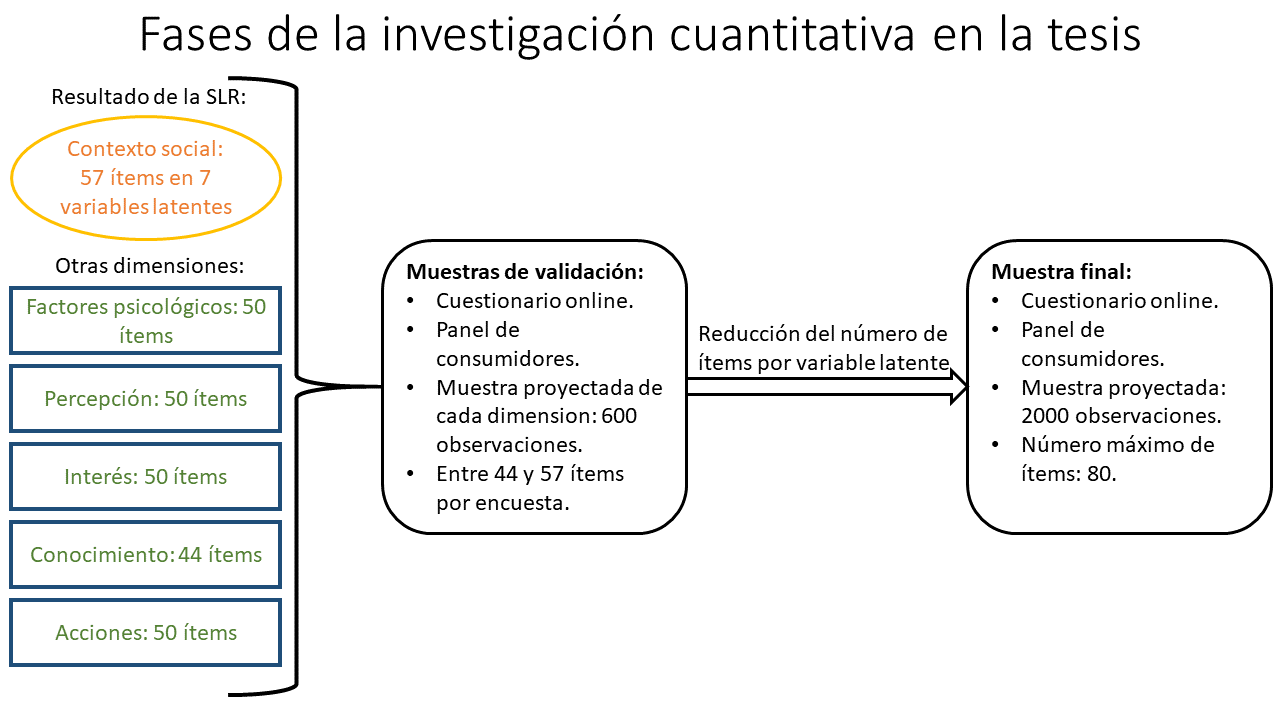 Fases de la investigación cuantitativa en la tesis
Resultado de la SLR:
Contexto social:
57 ítems en 7
variables latentes
Otras dimensiones:
Factores psicológicos: 50
ítems
Percepción: 50 ítems
Interés: 50 ítems
Conocimiento: 44 ítems
Acciones: 50 ítems
Muestras de validación:
• Cuestionario online.
• Panel de
consumidores.
• Muestra proyectada de
cada dimension: 600
observaciones.
• Entre 44 y 57 ítems
por encuesta.
Reducción del número de
ítems por variable latente
Muestra final:
• Cuestionario online.
• Panel de
consumidores.
• Muestra proyectada:
2000 observaciones.
• Número máximo de
ítems: 80.